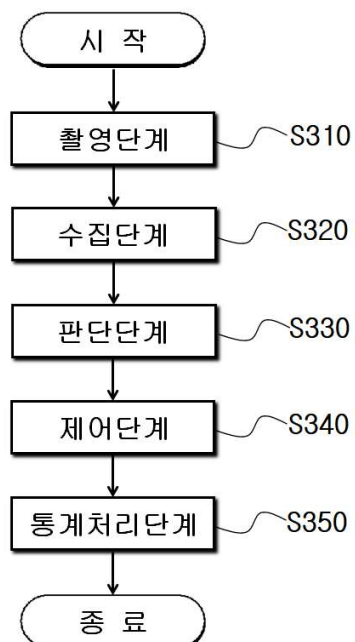 시 작
촬영단계 S310
수집단계 S320
판단단계 S330
제어단계 S340
통계처리단계 S350
종 료